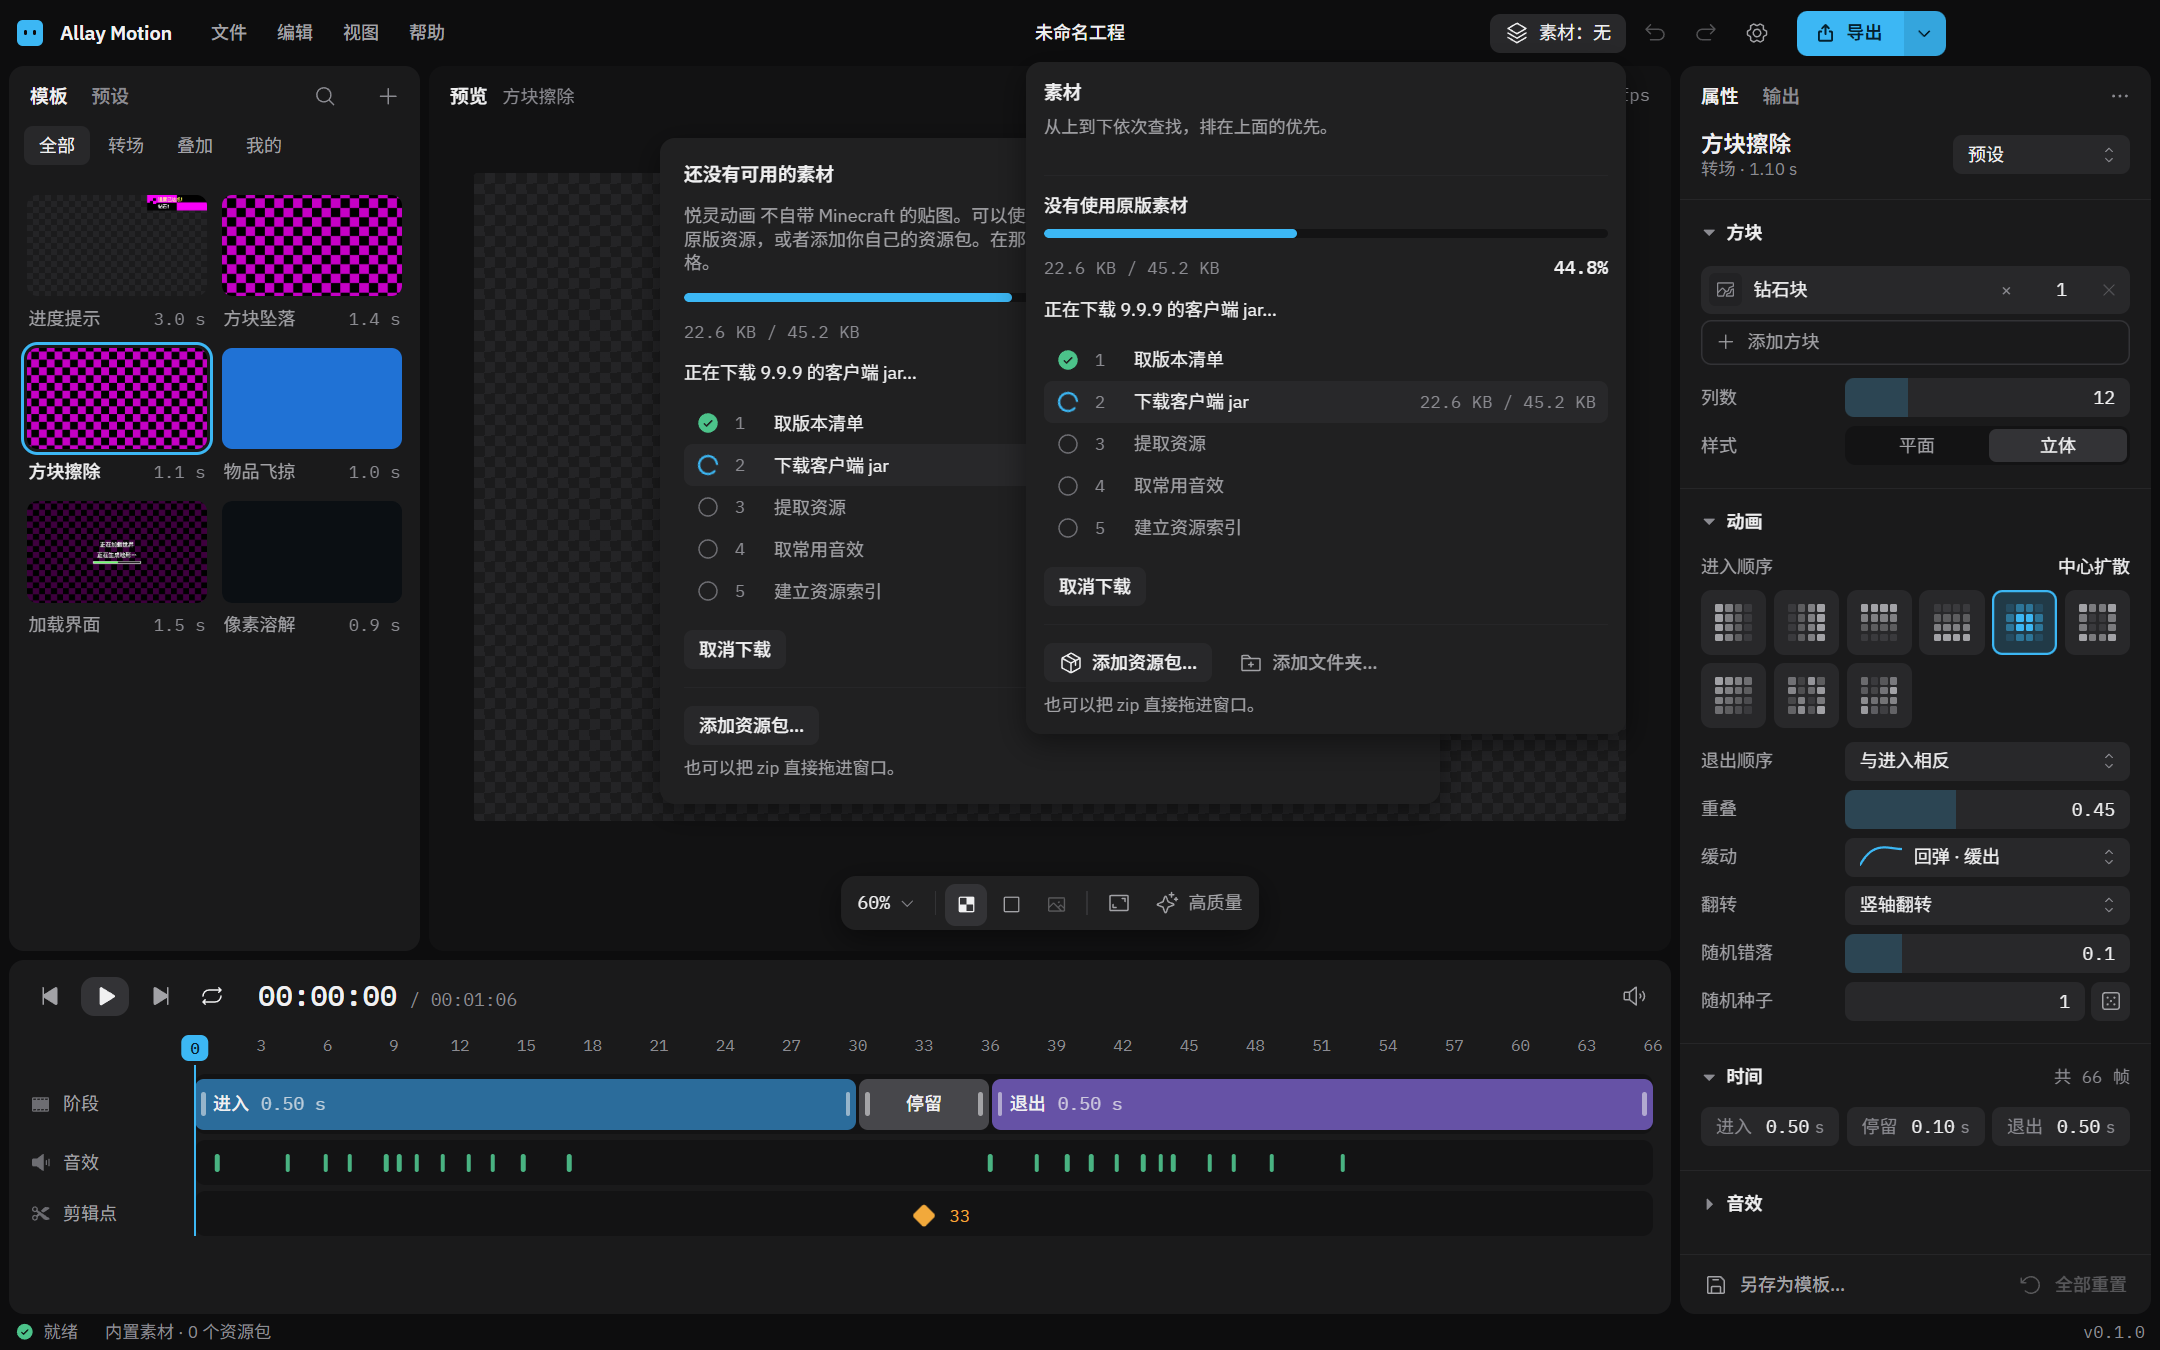 Allay Motion 文件 编辑 视图 帮助
未命名工程
素材：无
导出
模板 预设
全部 转场 叠加 我的
进度提示 3.0 s
方块坠落 1.4 s
方块擦除 1.1 s
物品飞掠 1.0 s
正在加载世界
加载界面 1.5 s
像素溶解 0.9 s
预览 方块擦除
还没有可用的素材
悦灵动画 不自带 Minecraft 的贴图。可以使
原版资源，或者添加你自己的资源包。在那
格。
22.6 KB / 45.2 KB
正在下载 9.9.9 的客户端 jar...
1 取版本清单
2 下载客户端 jar
3 提取资源
4 取常用音效
5 建立资源索引
取消下载
添加资源包...
也可以把 zip 直接拖进窗口。
素材
从上到下依次查找，排在上面的优先。
没有使用原版素材
22.6 KB / 45.2 KB 44.8%
正在下载 9.9.9 的客户端 jar...
1 取版本清单
2 下载客户端 jar 22.6 KB / 45.2 KB
3 提取资源
4 取常用音效
5 建立资源索引
取消下载
添加资源包... 添加文件夹...
也可以把 zip 直接拖进窗口。
60% 高质量
属性 输出
方块擦除
转场 · 1.10 s
预设
方块
钻石块 × 1
添加方块
列数 12
样式 平面 立体
动画
进入顺序 中心扩散
退出顺序 与进入相反
重叠 0.45
缓动 回弹 · 缓出
翻转 竖轴翻转
随机错落 0.1
随机种子 1
时间 共 66 帧
进入 0.50 s 停留 0.10 s 退出 0.50 s
音效
另存为模板... 全部重置
00:00:00 / 00:01:06
0 3 6 9 12 15 18 21 24 27 30 33 36 39 42 45 48 51 54 57 60 63 66
阶段 进入 0.50 s 停留 退出 0.50 s
音效
剪辑点 33
就绪 内置素材 · 0 个资源包
v0.1.0